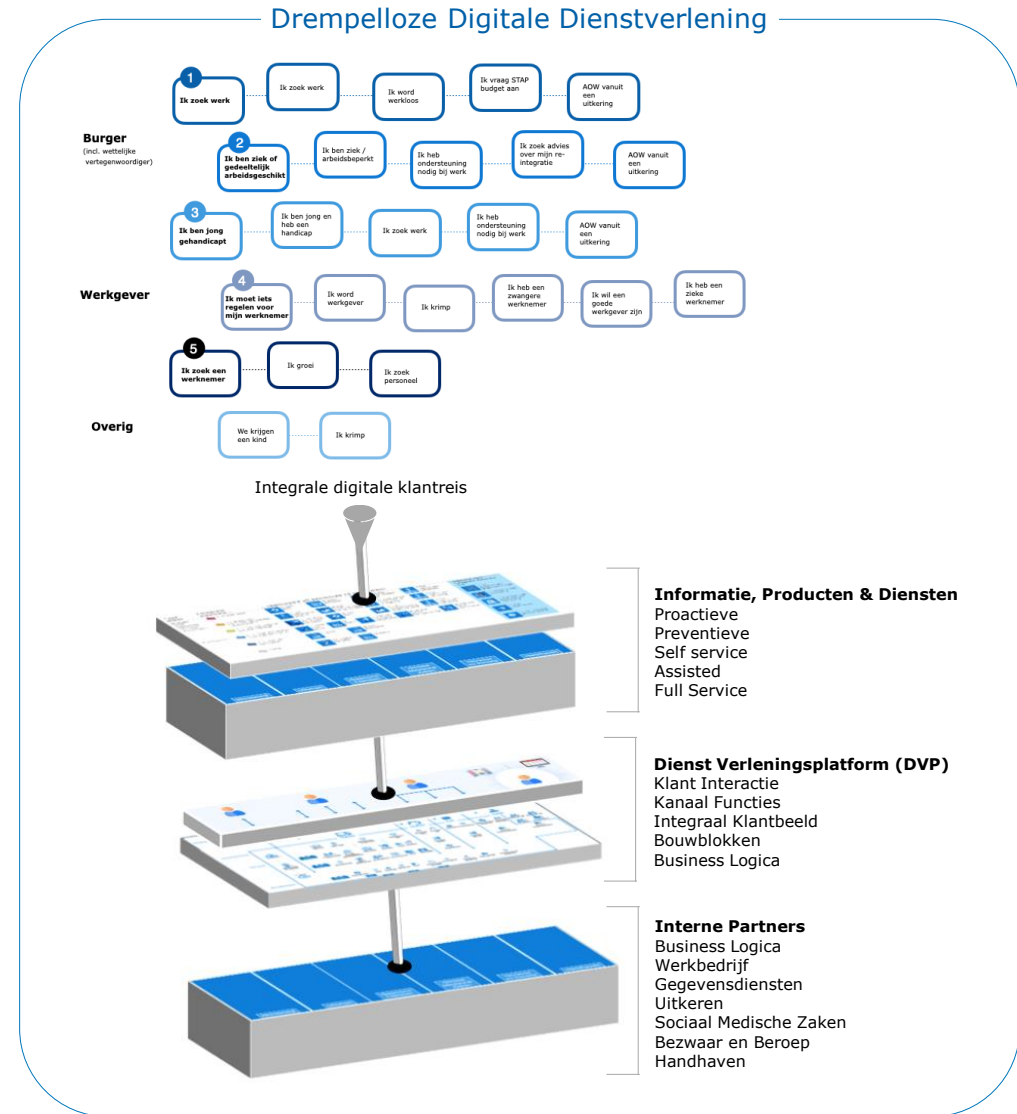 Drempelloze Digitale Dienstverlening
1
Ik zoek werk
Ik zoek werk
Ik word
werkloos
Ik vraag STAP
budget aan
AOW vanuit
een
uitkering
Burger
(incl. wettelijke
vertegenwoordiger)
2
Ik ben ziek of
gedeeltelijk
arbeidsgeschikt
Ik ben ziek /
arbeidsbeperkt
Ik heb
ondersteuning
nodig bij werk
Ik zoek advies
over mijn re-
integratie
AOW vanuit
een
uitkering
3
Ik ben jong
gehandicapt
Ik ben jong en
heb een
handicap
Ik zoek werk
Ik heb
ondersteuning
nodig bij werk
AOW vanuit
een
uitkering
Werkgever
4
Ik moet iets
regelen voor
mijn werknemer
Ik word
werkgever
Ik krimp
Ik heb een
zwangere
werknemer
Ik wil een
goede
werkgever zijn
Ik heb een
zieke
werknemer
5
Ik zoek een
werknemer
Ik groei
Ik zoek
personeel
Overig
We krijgen
een kind
Ik krimp
Integrale digitale klantreis
Informatie, Producten & Diensten
Proactieve
Preventieve
Self service
Assisted
Full Service
Dienst Verleningsplatform (DVP)
Klant Interactie
Kanaal Functies
Integraal Klantbeeld
Bouwblokken
Business Logica
Interne Partners
Business Logica
Werkbedrijf
Gegevensdiensten
Uitkeren
Sociaal Medische Zaken
Bezwaar en Beroep
Handhaven